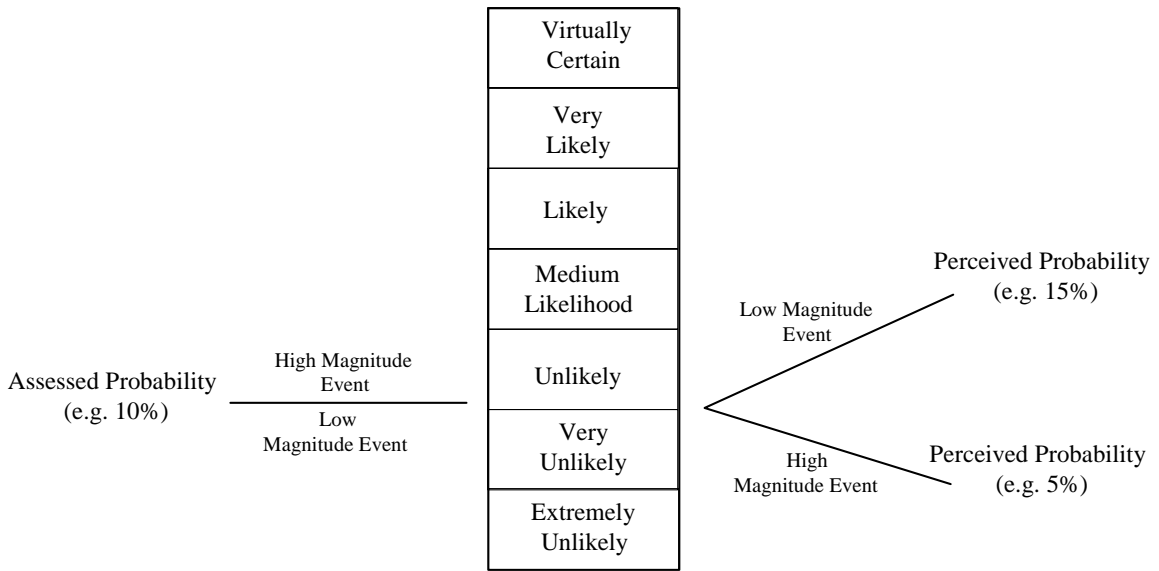 Virtually
Certain
Very
Likely
Likely
Medium
Likelihood
Unlikely
Very
Unlikely
Extremely
Unlikely
Assessed Probability
(e.g. 10%)
High Magnitude
Event
Low
Magnitude Event
Low Magnitude
Event
High
Magnitude Event
Perceived Probability
(e.g. 15%)
Perceived Probability
(e.g. 5%)